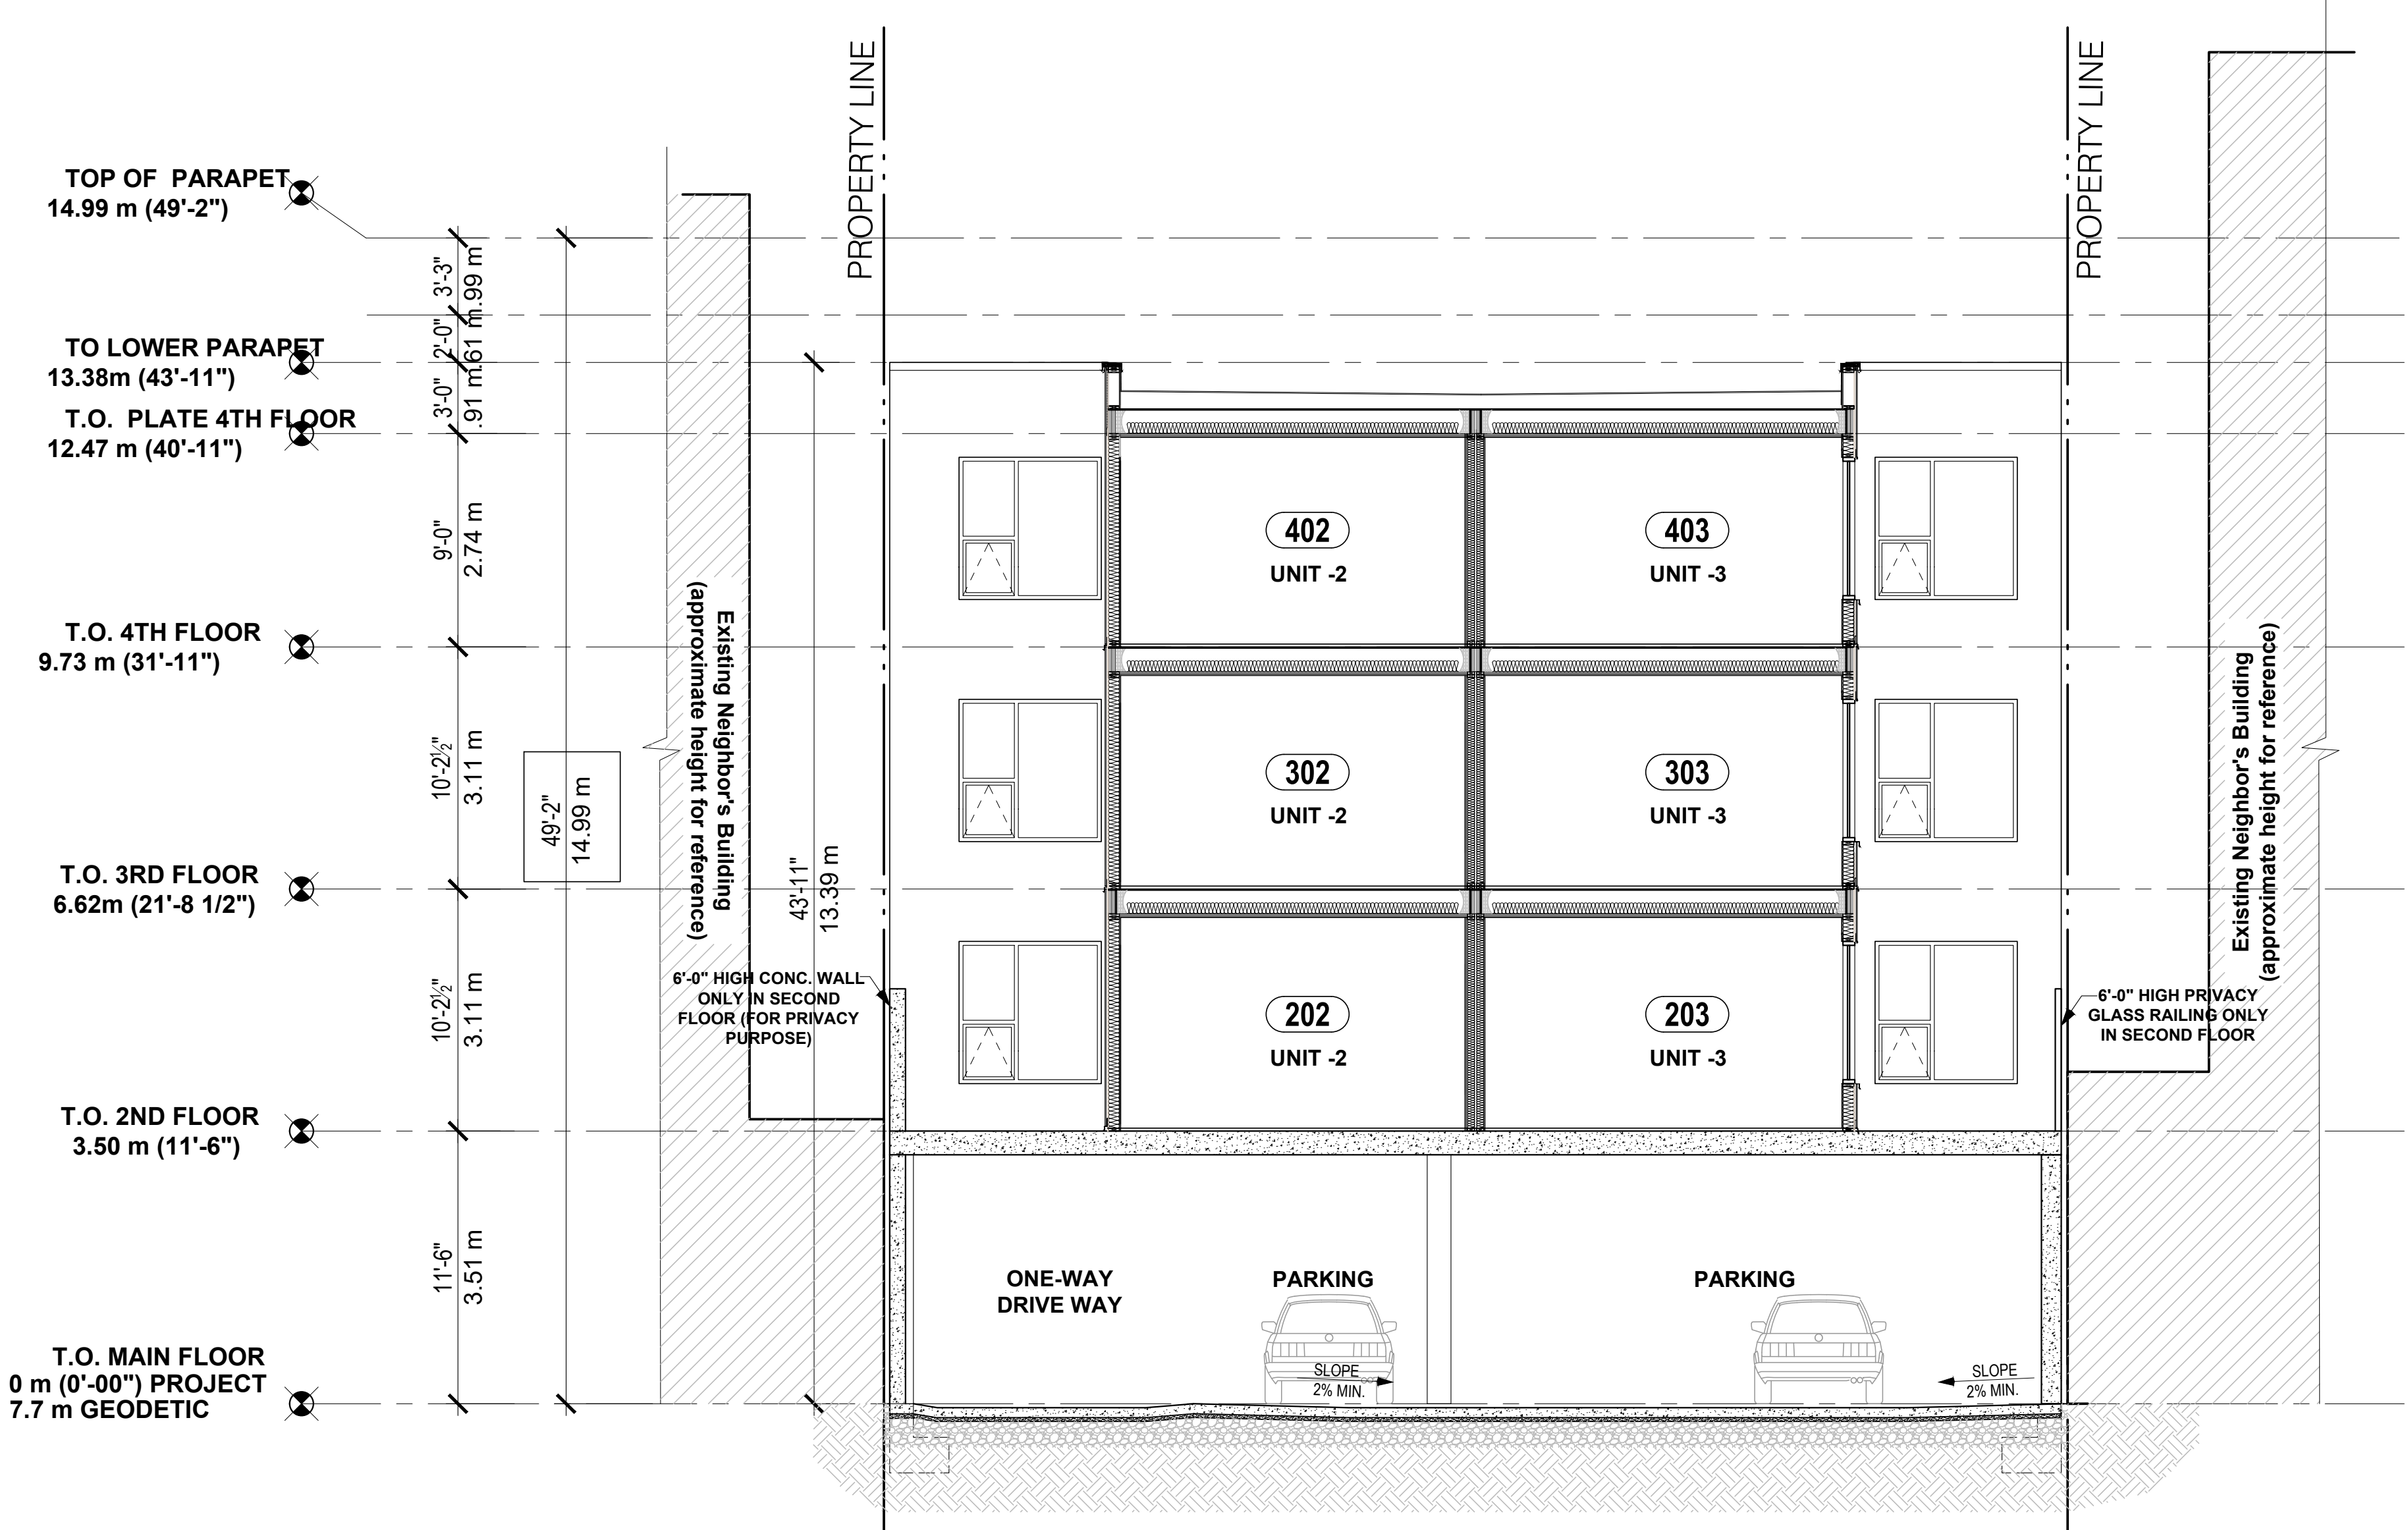 PROPERTY LINE
PROPERTY LINE
TOP OF PARAPET
14.99 m (49'-2")
3'-3"
.99 m
2'-0"
.61 m
TO LOWER PARAPET
13.38m (43'-11")
3'-0"
.91 m
T.O. PLATE 4TH FLOOR
12.47 m (40'-11")
9'-0"
2.74 m
402
UNIT -2
403
UNIT -3
T.O. 4TH FLOOR
9.73 m (31'-11")
Existing Neighbor's Building
(approximate height for reference)
Existing Neighbor's Building
(approximate height for reference)
10'-2½"
3.11 m
302
UNIT -2
303
UNIT -3
49'-2"
14.99 m
43'-11"
13.39 m
T.O. 3RD FLOOR
6.62m (21'-8 1/2")
6'-0" HIGH CONC. WALL
ONLY IN SECOND
FLOOR (FOR PRIVACY
PURPOSE)
6'-0" HIGH PRIVACY
GLASS RAILING ONLY
IN SECOND FLOOR
10'-2½"
3.11 m
202
UNIT -2
203
UNIT -3
T.O. 2ND FLOOR
3.50 m (11'-6")
11'-6"
3.51 m
ONE-WAY
DRIVE WAY
PARKING
PARKING
SLOPE
2% MIN.
SLOPE
2% MIN.
T.O. MAIN FLOOR
0 m (0'-00") PROJECT
7.7 m GEODETIC